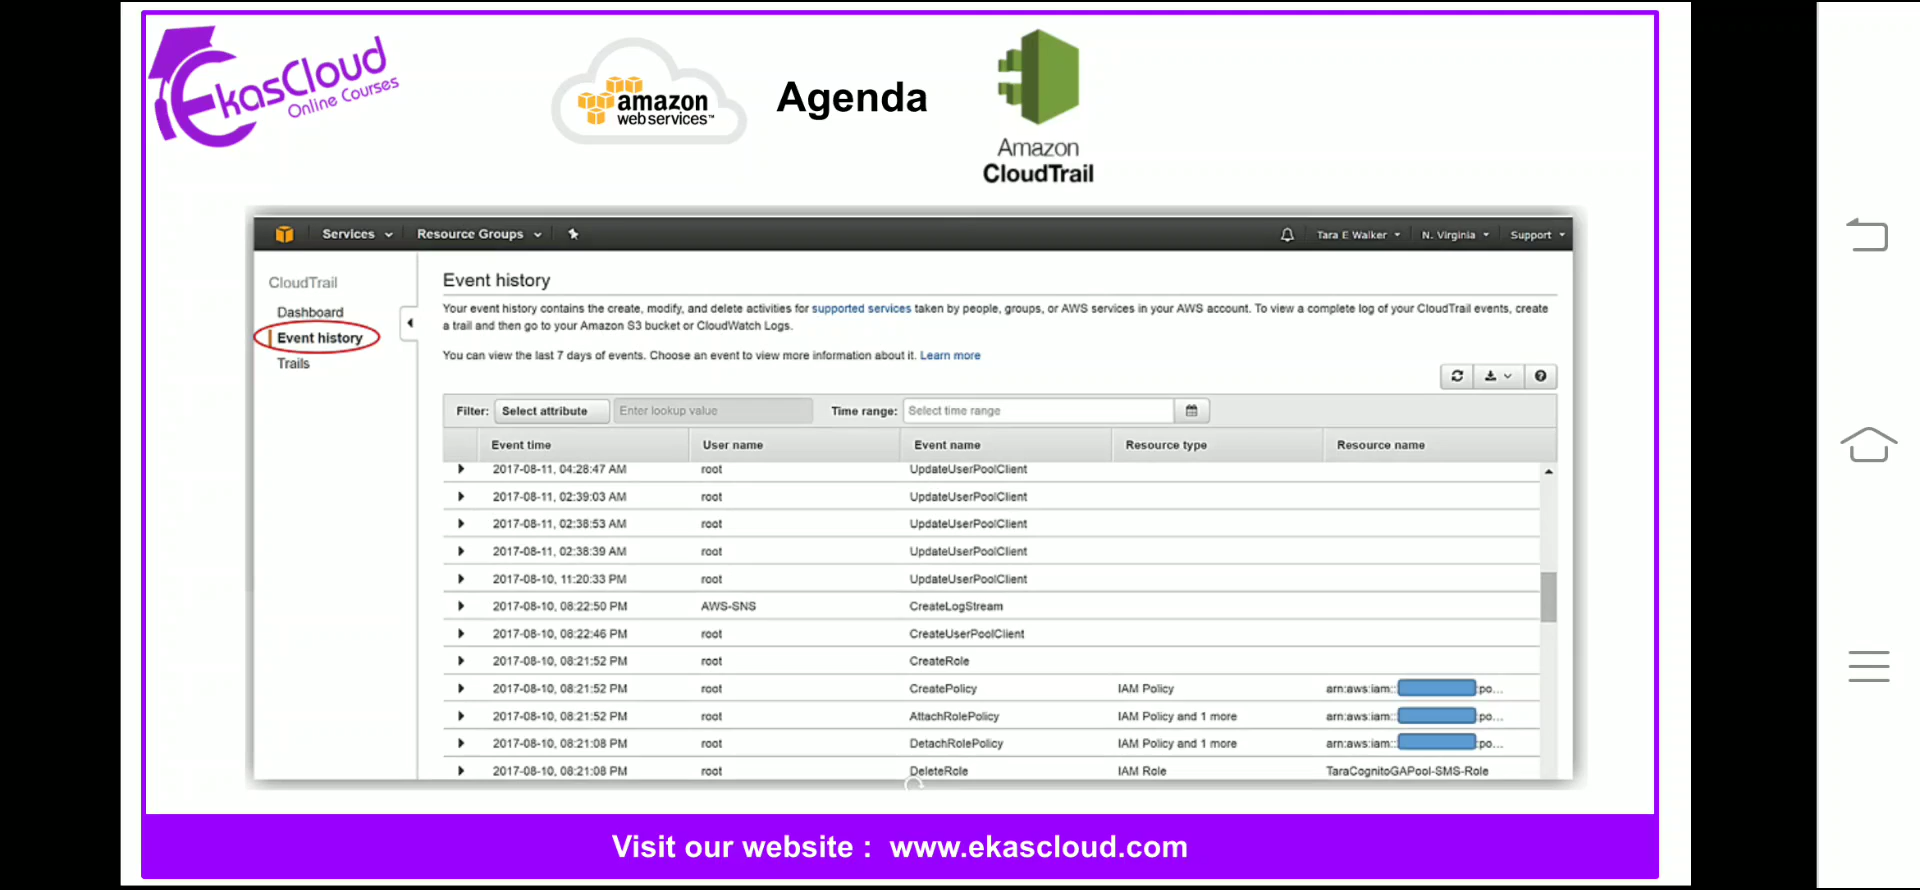 EkasCloud
Online Courses
amazon
webservices™
Agenda
Amazon
CloudTrail
Services Resource Groups Tara E Walker N. Virginia Support
CloudTrail
Dashboard
Event history
Trails
Event history
Your event history contains the create, modify, and delete activities for supported services taken by people, groups, or AWS services in your AWS account. To view a complete log of your CloudTrail events, create
a trail and then go to your Amazon S3 bucket or CloudWatch Logs.
You can view the last 7 days of events. Choose an event to view more information about it. Learn more
Filter: Select attribute Enter lookup value Time range: Select time range
Event time User name Event name Resource type Resource name
2017-08-11, 04:28:47 AM root UpdateUserPoolClient
2017-08-11, 02:39:03 AM root UpdateUserPoolClient
2017-08-11, 02:38:53 AM root UpdateUserPoolClient
2017-08-11, 02:38:39 AM root UpdateUserPoolClient
2017-08-10, 11:20:33 PM root UpdateUserPoolClient
2017-08-10, 08:22:50 PM AWS-SNS CreateLogStream
2017-08-10, 08:22:46 PM root CreateUserPoolClient
2017-08-10, 08:21:52 PM root CreateRole
2017-08-10, 08:21:52 PM root CreatePolicy IAM Policy arn:aws:iam:: :po...
2017-08-10, 08:21:52 PM root AttachRolePolicy IAM Policy and 1 more arn:aws:iam:: :po...
2017-08-10, 08:21:08 PM root DetachRolePolicy IAM Policy and 1 more arn:aws:iam:: :po...
2017-08-10, 08:21:08 PM root DeleteRole IAM Role TaraCognitoGAPool-SMS-Role
Visit our website : www.ekascloud.com